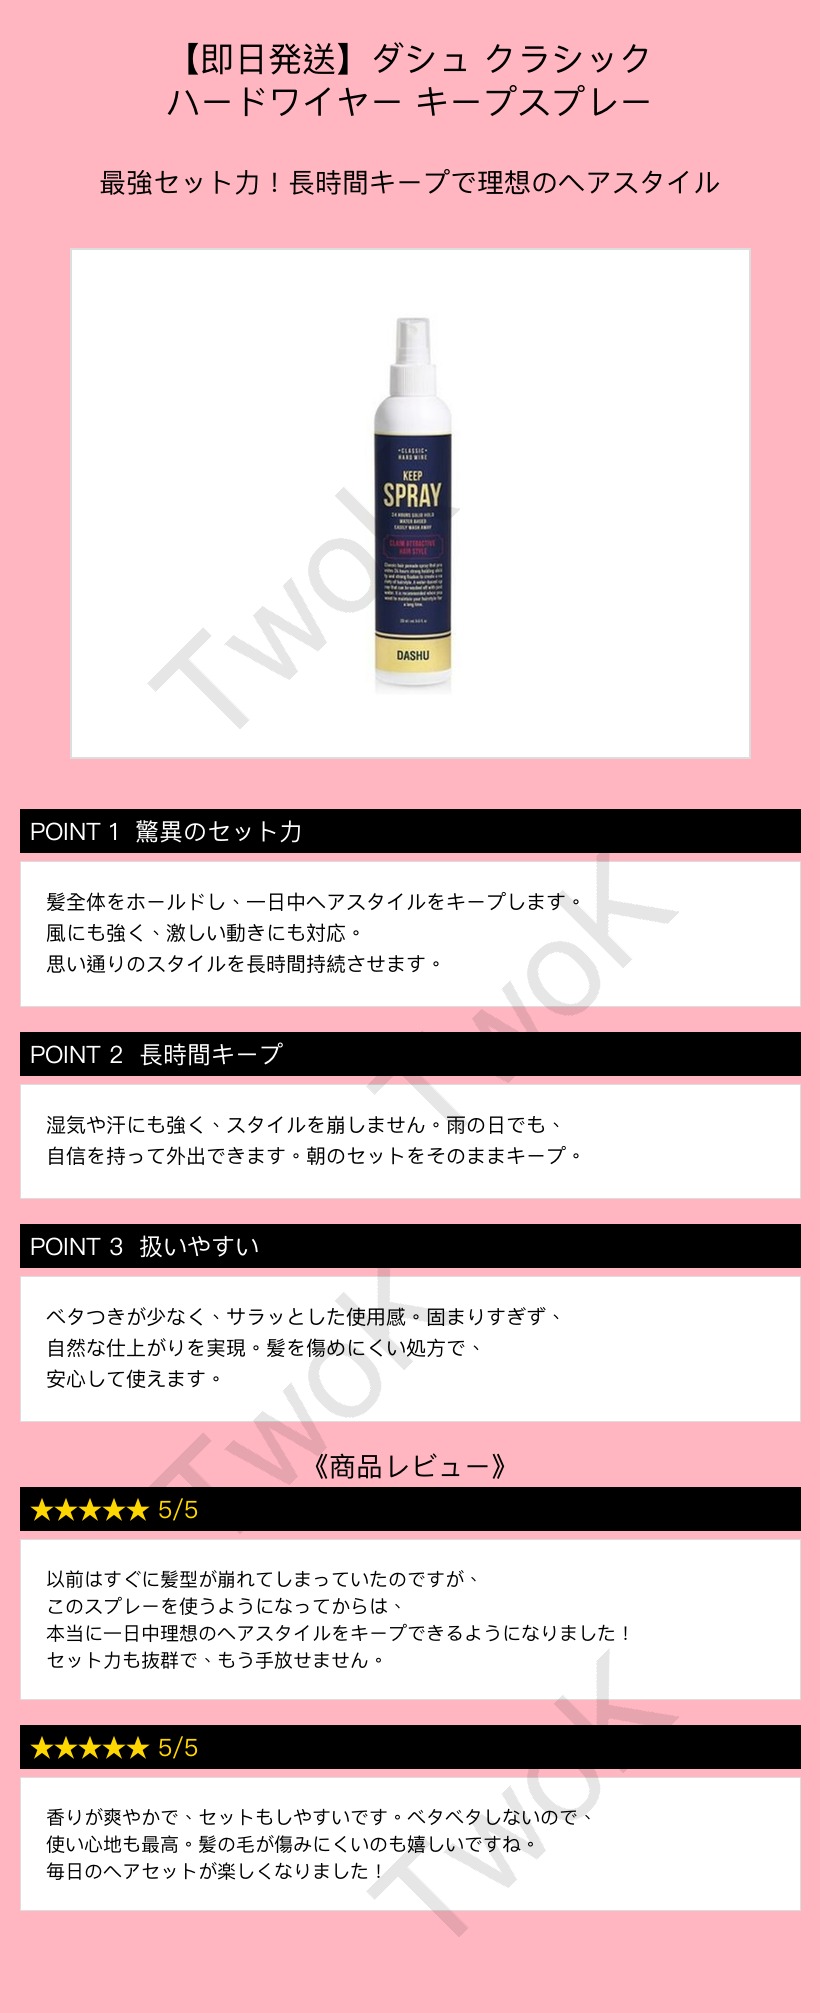 【即日発送】ダシュ クラシック
ハードワイヤー キープスプレー
最強セット力！長時間キープで理想のヘアスタイル
•CLASSIC•
HARD WIRE
KEEP
SPRAY
24 HOURS SOLID HOLD
WATER BASED
EASILY WASH AWAY
CLAIM ATTRACTIVE
HAIR STYLE
a long time.
DASHU
TwoK
POINT 1 驚異のセット力
髪全体をホールドし、一日中ヘアスタイルをキープします。
風にも強く、激しい動きにも対応。
思い通りのスタイルを長時間持続させます。
TwoK
POINT 2 長時間キープ
湿気や汗にも強く、スタイルを崩しません。雨の日でも、
自信を持って外出できます。朝のセットをそのままキープ。
POINT 3 扱いやすい
ベタつきが少なく、サラッとした使用感。固まりすぎず、
自然な仕上がりを実現。髪を傷めにくい処方で、
安心して使えます。
TwoK
《商品レビュー》
★★★★★ 5/5
以前はすぐに髪型が崩れてしまっていたのですが、
このスプレーを使うようになってからは、
本当に一日中理想のヘアスタイルをキープできるようになりました！
セット力も抜群で、もう手放せません。
★★★★★ 5/5
香りが爽やかで、セットもしやすいです。ベタベタしないので、
使い心地も最高。髪の毛が傷みにくいのも嬉しいですね。
毎日のヘアセットが楽しくなりました！
TwoK